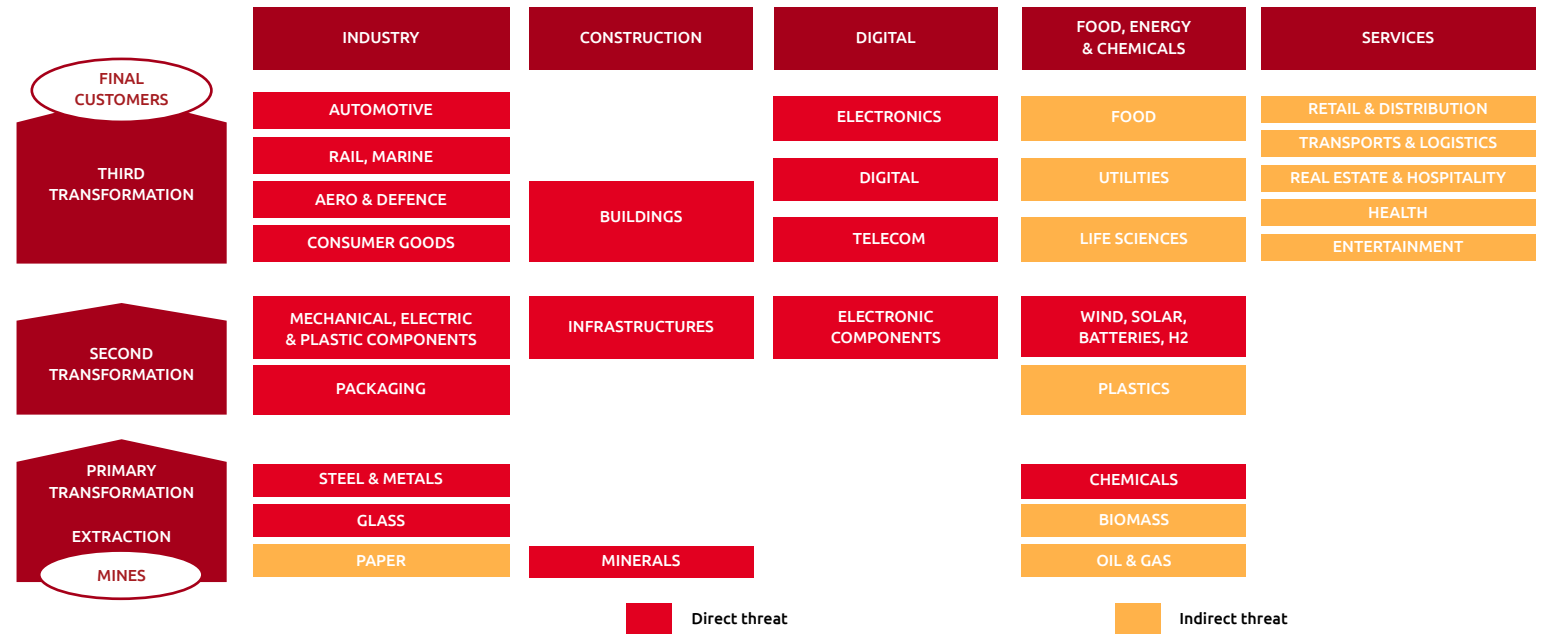 INDUSTRY
CONSTRUCTION
DIGITAL
FOOD, ENERGY
& CHEMICALS
SERVICES
FINAL
CUSTOMERS
THIRD
TRANSFORMATION
AUTOMOTIVE
RAIL, MARINE
AERO & DEFENCE
CONSUMER GOODS
BUILDINGS
ELECTRONICS
DIGITAL
TELECOM
FOOD
UTILITIES
LIFE SCIENCES
RETAIL & DISTRIBUTION
TRANSPORTS & LOGISTICS
REAL ESTATE & HOSPITALITY
HEALTH
ENTERTAINMENT
SECOND
TRANSFORMATION
MECHANICAL, ELECTRIC
& PLASTIC COMPONENTS
PACKAGING
INFRASTRUCTURES
ELECTRONIC
COMPONENTS
WIND, SOLAR,
BATTERIES, H2
PLASTICS
PRIMARY
TRANSFORMATION
EXTRACTION
MINES
STEEL & METALS
GLASS
PAPER
MINERALS
CHEMICALS
BIOMASS
OIL & GAS
Direct threat
Indirect threat